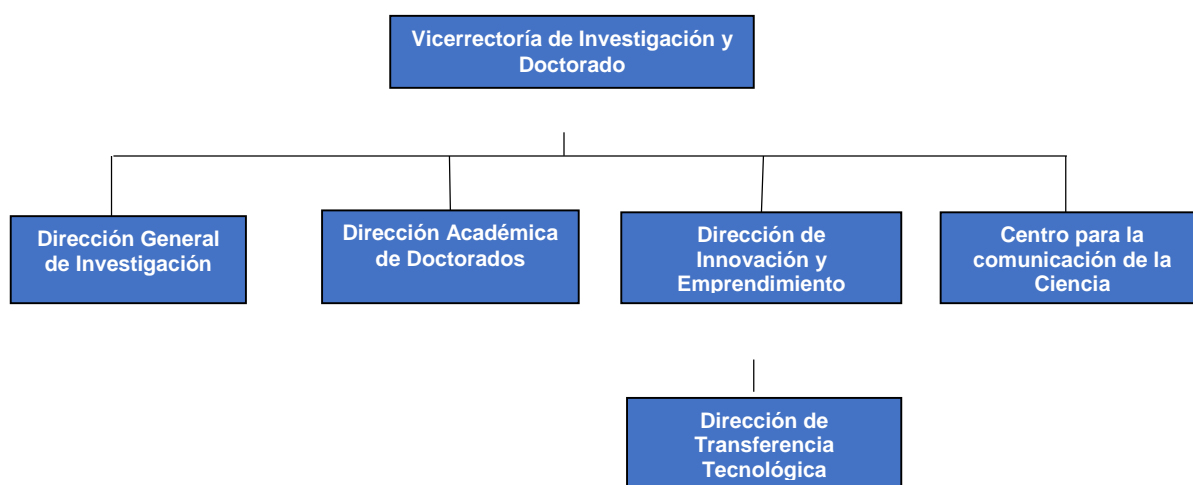 Vicerrectoría de Investigación y
Doctorado
Dirección General
de Investigación
Dirección Académica
de Doctorados
Dirección de
Innovación y
Emprendimiento
Centro para la
comunicación de la
Ciencia
Dirección de
Transferencia
Tecnológica